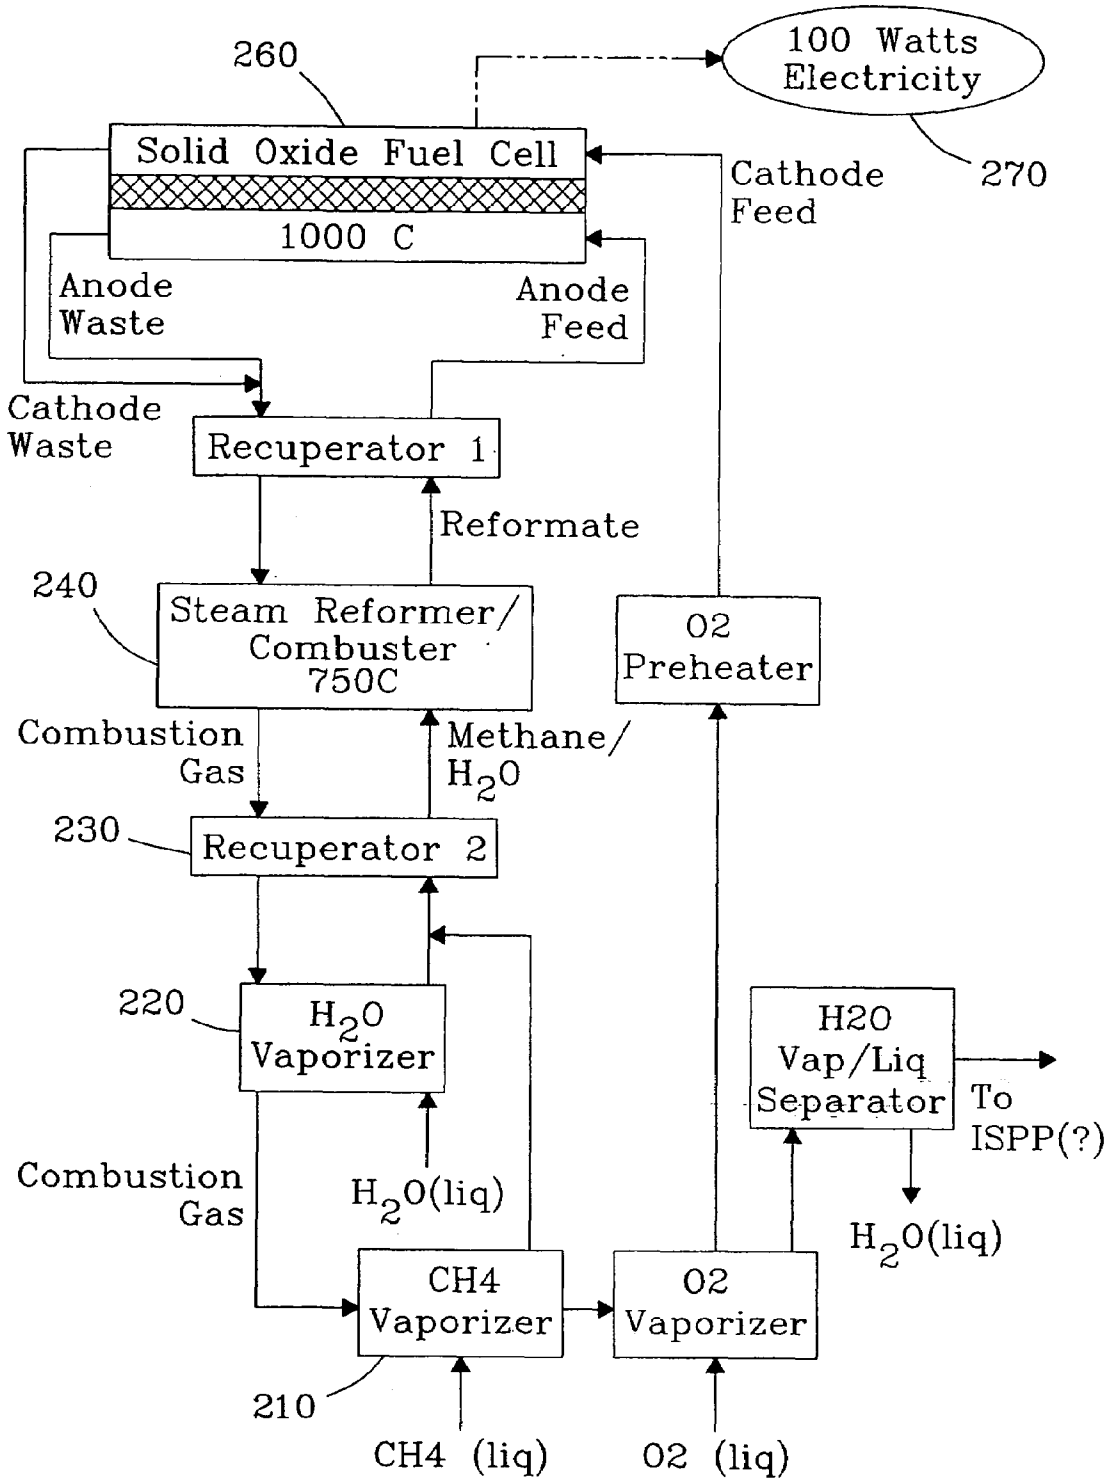 260
100 Watts
Electricity
270
Solid Oxide Fuel Cell
1000 C
Cathode
Feed
Anode
Waste
Anode
Feed
Cathode
Waste
Recuperator 1
Reformate
240
Steam Reformer/
Combuster
750C
O2
Preheater
Combustion
Gas
Methane/
H2O
230
Recuperator 2
220
H2O
Vaporizer
H2O
Vap/Liq
Separator
To
ISPP(?)
Combustion
Gas
H2O(liq)
H2O(liq)
CH4
Vaporizer
O2
Vaporizer
210
CH4 (liq)
O2 (liq)